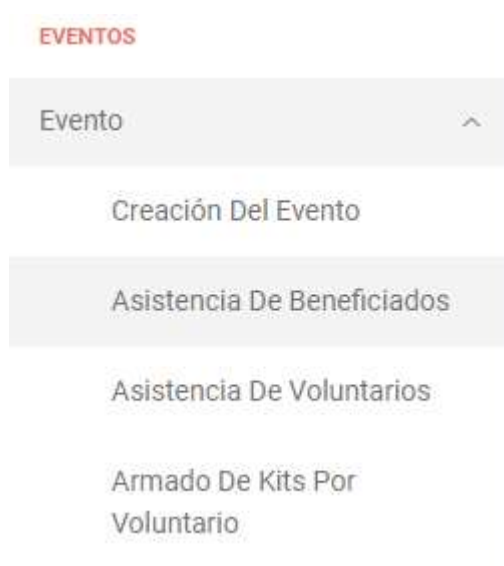 EVENTOS
Evento
Creación Del Evento
Asistencia De Beneficiados
Asistencia De Voluntarios
Armado De Kits Por
Voluntario